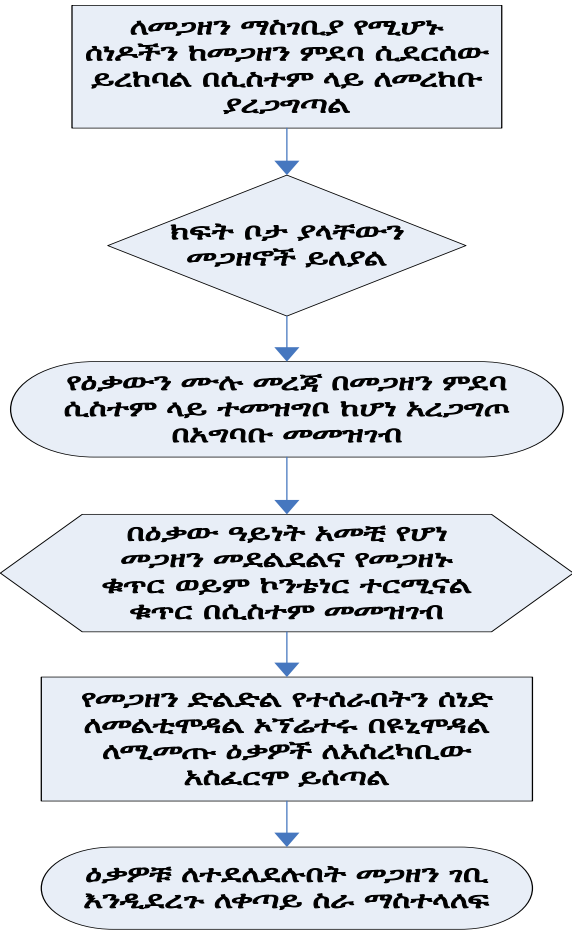 ለመጋዘን ማስገቢያ የሚሆኑ
ሰነዶችን ከመጋዘን ምደባ ሲደርሰው
ይረከባል በሲስተም ላይ ለመረከቡ
ያረጋግጣል
ክፍት ቦታ ያላቸውን
መጋዘኖች ይለያል
የዕቃውን ሙሉ መረጃ በመጋዘን ምደባ
ሲስተም ላይ ተመዝግቦ ከሆነ አረጋግጦ
በአግባቡ መመዝገብ
በዕቃው ዓይነት አመቺ የሆነ
መጋዘን መደልደልና የመጋዘኑ
ቁጥር ወይም ኮንቴነር ተርሚናል
ቁጥር በሲስተም መመዝገብ
የመጋዘን ድልድል የተሰራበትን ሰነድ
ለመልቲሞዳል ኦፕሬተሩ በዩኒሞዳል
ለሚመጡ ዕቃዎች ለአስረካቢው
አስፈርሞ ይሰጣል
ዕቃዎቹ ለተደለደሉበት መጋዘን ገቢ
እንዲደረጉ ለቀጣይ ስራ ማስተላለፍ